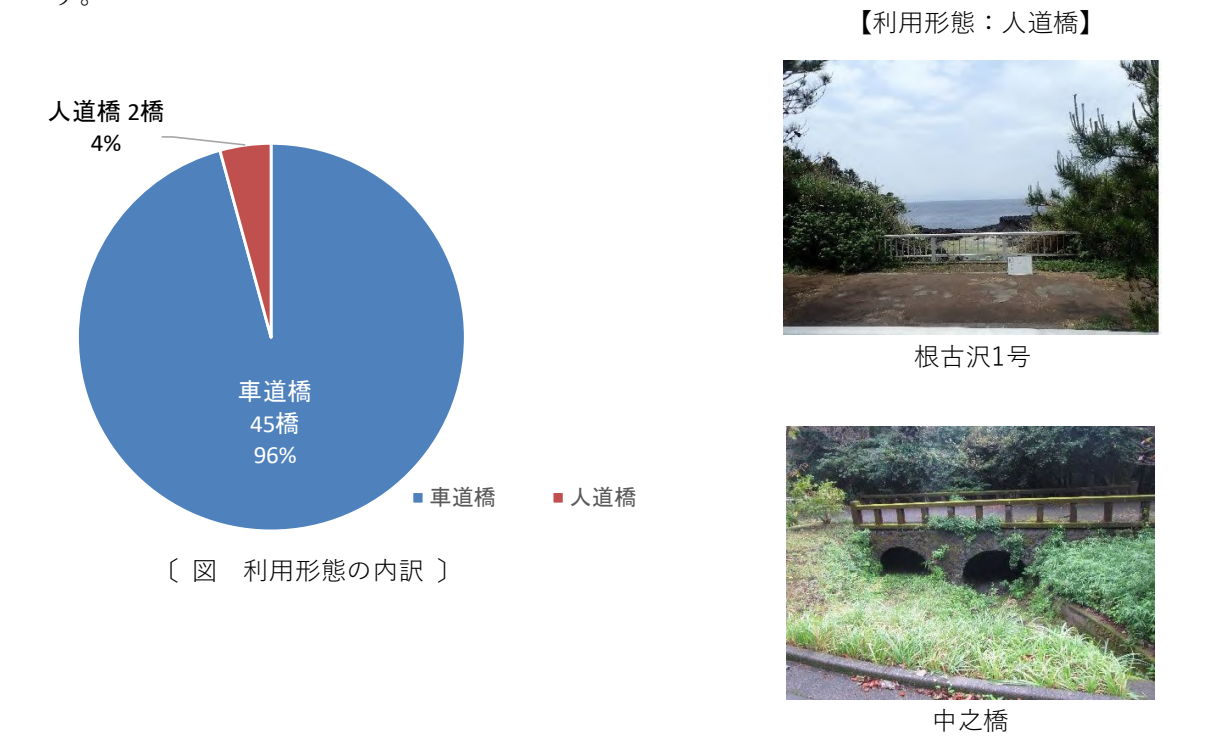 す。
人道橋 2橋
4%
車道橋
45橋
96%
車道橋 人道橋
〔 図　利用形態の内訳 〕
【利用形態：人道橋】
根古沢1号
中之橋